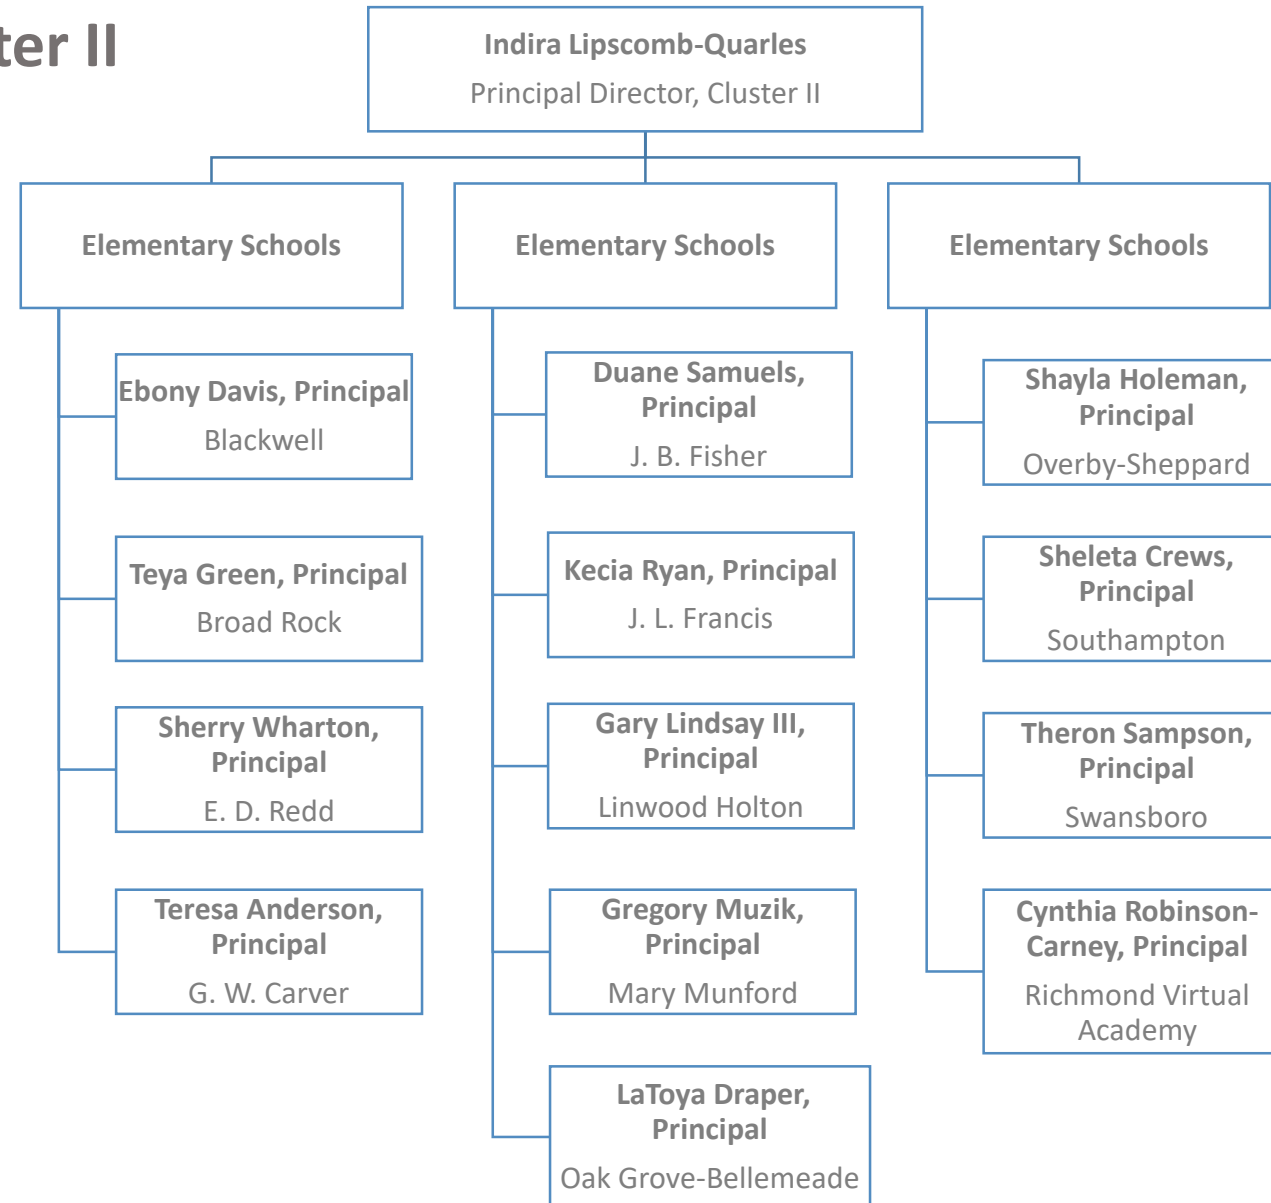 ter II
Indira Lipscomb-Quarles
Principal Director, Cluster II
Elementary Schools
Ebony Davis, Principal
Blackwell
Teya Green, Principal
Broad Rock
Sherry Wharton,
Principal
E. D. Redd
Teresa Anderson,
Principal
G. W. Carver
Elementary Schools
Duane Samuels,
Principal
J. B. Fisher
Kecia Ryan, Principal
J. L. Francis
Gary Lindsay III,
Principal
Linwood Holton
Gregory Muzik,
Principal
Mary Munford
LaToya Draper,
Principal
Oak Grove-Bellemeade
Elementary Schools
Shayla Holeman,
Principal
Overby-Sheppard
Sheleta Crews,
Principal
Southampton
Theron Sampson,
Principal
Swansboro
Cynthia Robinson-
Carney, Principal
Richmond Virtual
Academy